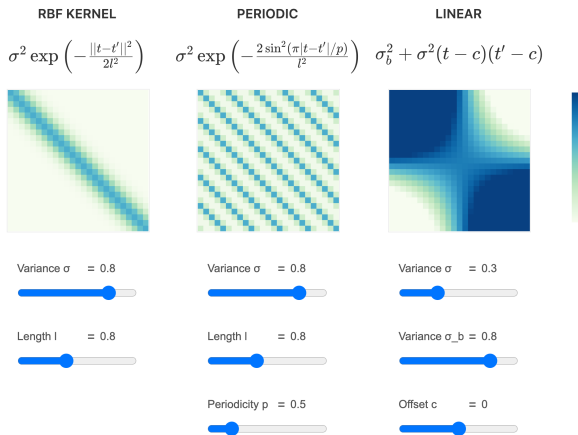 RBF KERNEL
σ² exp(−||t−t′||²/2l²)
Variance σ = 0.8
Length l = 0.8
PERIODIC
σ² exp(−2 sin²(π|t−t′|/p)/l²)
Variance σ = 0.8
Length l = 0.8
Periodicity p = 0.5
LINEAR
σ_b² + σ²(t − c)(t′ − c)
Variance σ = 0.3
Variance σ_b = 0.8
Offset c = 0